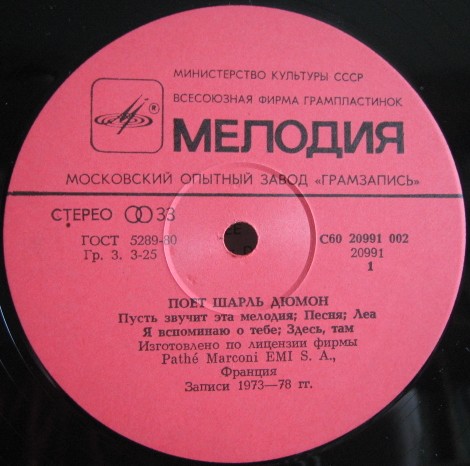 МИНИСТЕРСТВО КУЛЬТУРЫ СССР
ВСЕСОЮЗНАЯ ФИРМА ГРАМПЛАСТИНОК
МЕЛОДИЯ
МОСКОВСКИЙ ОПЫТНЫЙ ЗАВОД «ГРАМЗАПИСЬ»
СТЕРЕО 33
ГОСТ 5289-80
Гр. 3. 3-25
С60 20991 002
20991
1
ПОЕТ ШАРЛЬ ДЮМОН
Пусть звучит эта мелодия; Песня; Леа
Я вспоминаю о тебе; Здесь, там
Изготовлено по лицензии фирмы
Pathé Marconi EMI S. A.,
Франция
Записи 1973—78 гг.